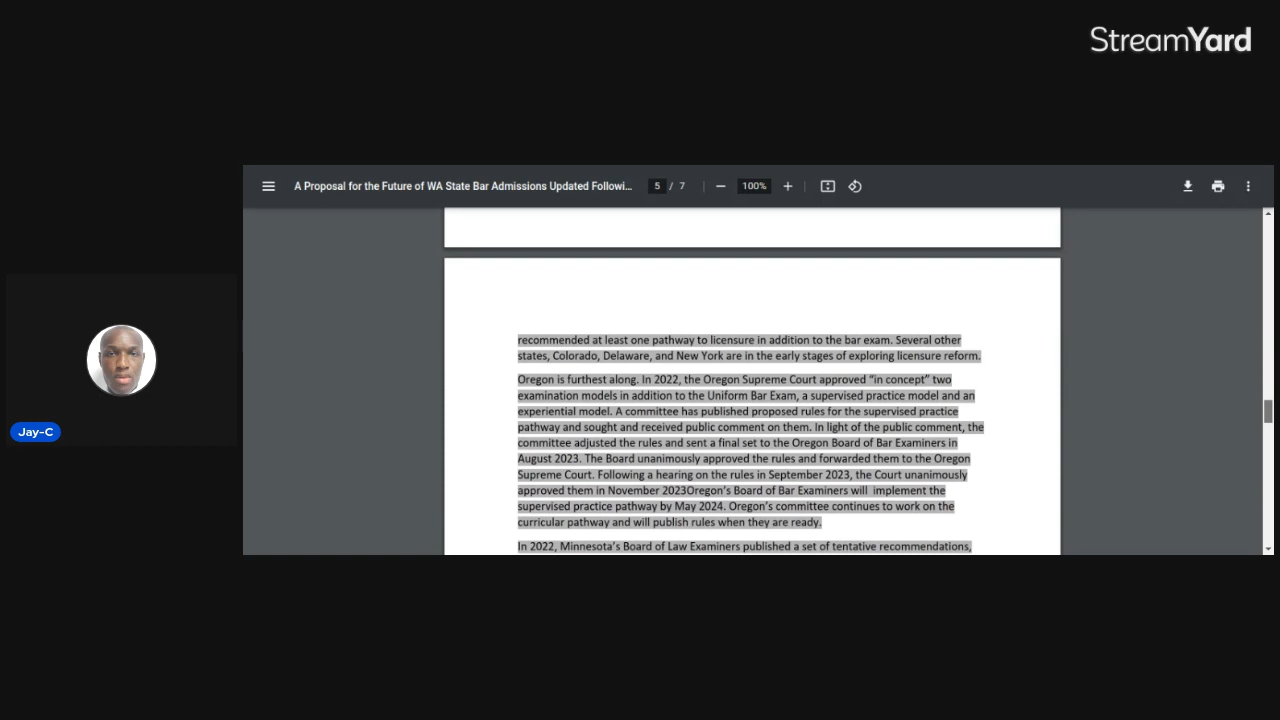 StreamYard
A Proposal for the Future of WA State Bar Admissions Updated Followi... 5 / 7 100%
recommended at least one pathway to licensure in addition to the bar exam. Several other
states, Colorado, Delaware, and New York are in the early stages of exploring licensure reform.
Oregon is furthest along. In 2022, the Oregon Supreme Court approved “in concept” two
examination models in addition to the Uniform Bar Exam, a supervised practice model and an
experiential model. A committee has published proposed rules for the supervised practice
pathway and sought and received public comment on them. In light of the public comment, the
committee adjusted the rules and sent a final set to the Oregon Board of Bar Examiners in
August 2023. The Board unanimously approved the rules and forwarded them to the Oregon
Supreme Court. Following a hearing on the rules in September 2023, the Court unanimously
approved them in November 2023Oregon’s Board of Bar Examiners will  implement the
supervised practice pathway by May 2024. Oregon’s committee continues to work on the
curricular pathway and will publish rules when they are ready.
In 2022, Minnesota’s Board of Law Examiners published a set of tentative recommendations,
Jay-C